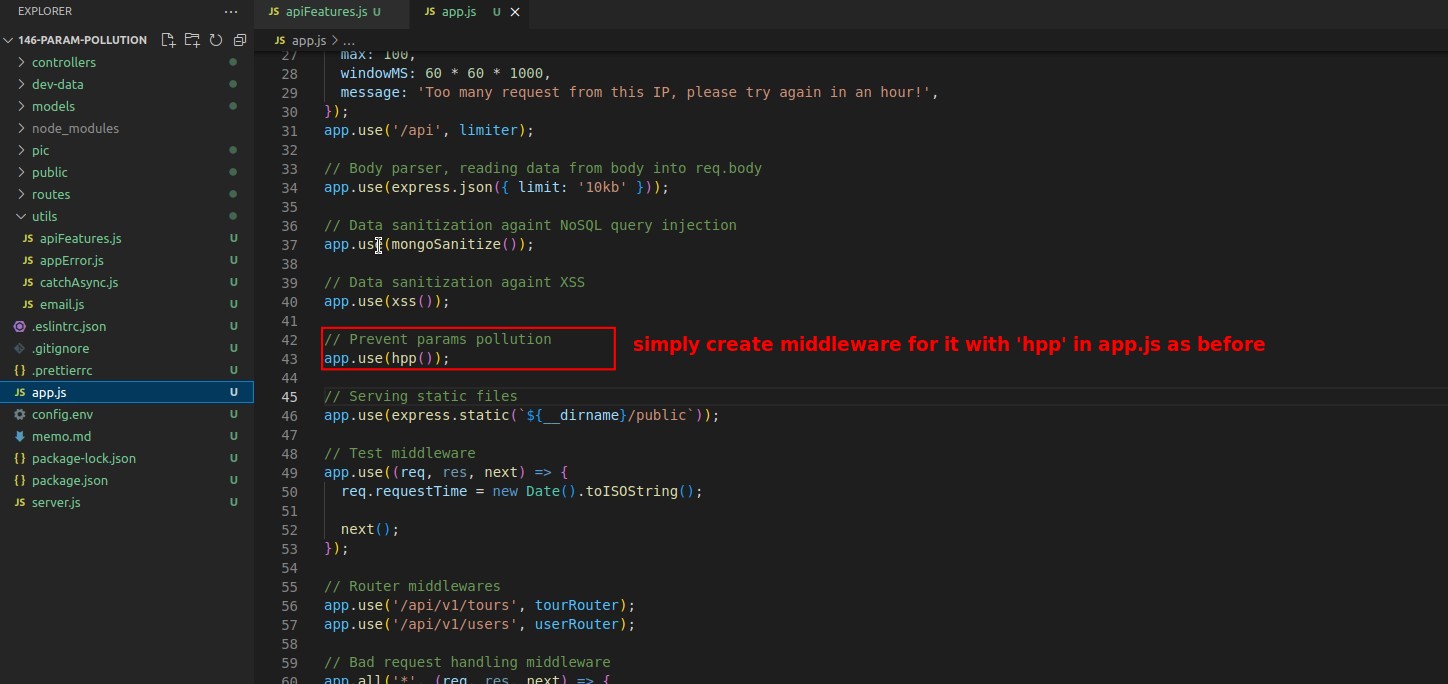 EXPLORER ...
146-PARAM-POLLUTION
controllers
dev-data
models
node_modules
pic
public
routes
utils
JS apiFeatures.js U
JS appError.js U
JS catchAsync.js U
JS email.js U
.eslintrc.json U
.gitignore U
.prettierrc U
JS app.js U
config.env U
memo.md U
{} package-lock.json U
{} package.json U
JS server.js U
JS apiFeatures.js U
JS app.js U
JS app.js > ...
27 max: 100,
28 windowMS: 60 * 60 * 1000,
29 message: 'Too many request from this IP, please try again in an hour!',
30 });
31 app.use('/api', limiter);
32
33 // Body parser, reading data from body into req.body
34 app.use(express.json({ limit: '10kb' }));
35
36 // Data sanitization againt NoSQL query injection
37 app.use(mongoSanitize());
38
39 // Data sanitization againt XSS
40 app.use(xss());
41
42 // Prevent params pollution
43 app.use(hpp());
simply create middleware for it with 'hpp' in app.js as before
44
45 // Serving static files
46 app.use(express.static(`${__dirname}/public`));
47
48 // Test middleware
49 app.use((req, res, next) => {
50 req.requestTime = new Date().toISOString();
51
52 next();
53 });
54
55 // Router middlewares
56 app.use('/api/v1/tours', tourRouter);
57 app.use('/api/v1/users', userRouter);
58
59 // Bad request handling middleware
60 app.all('*', (req, res, next) => {